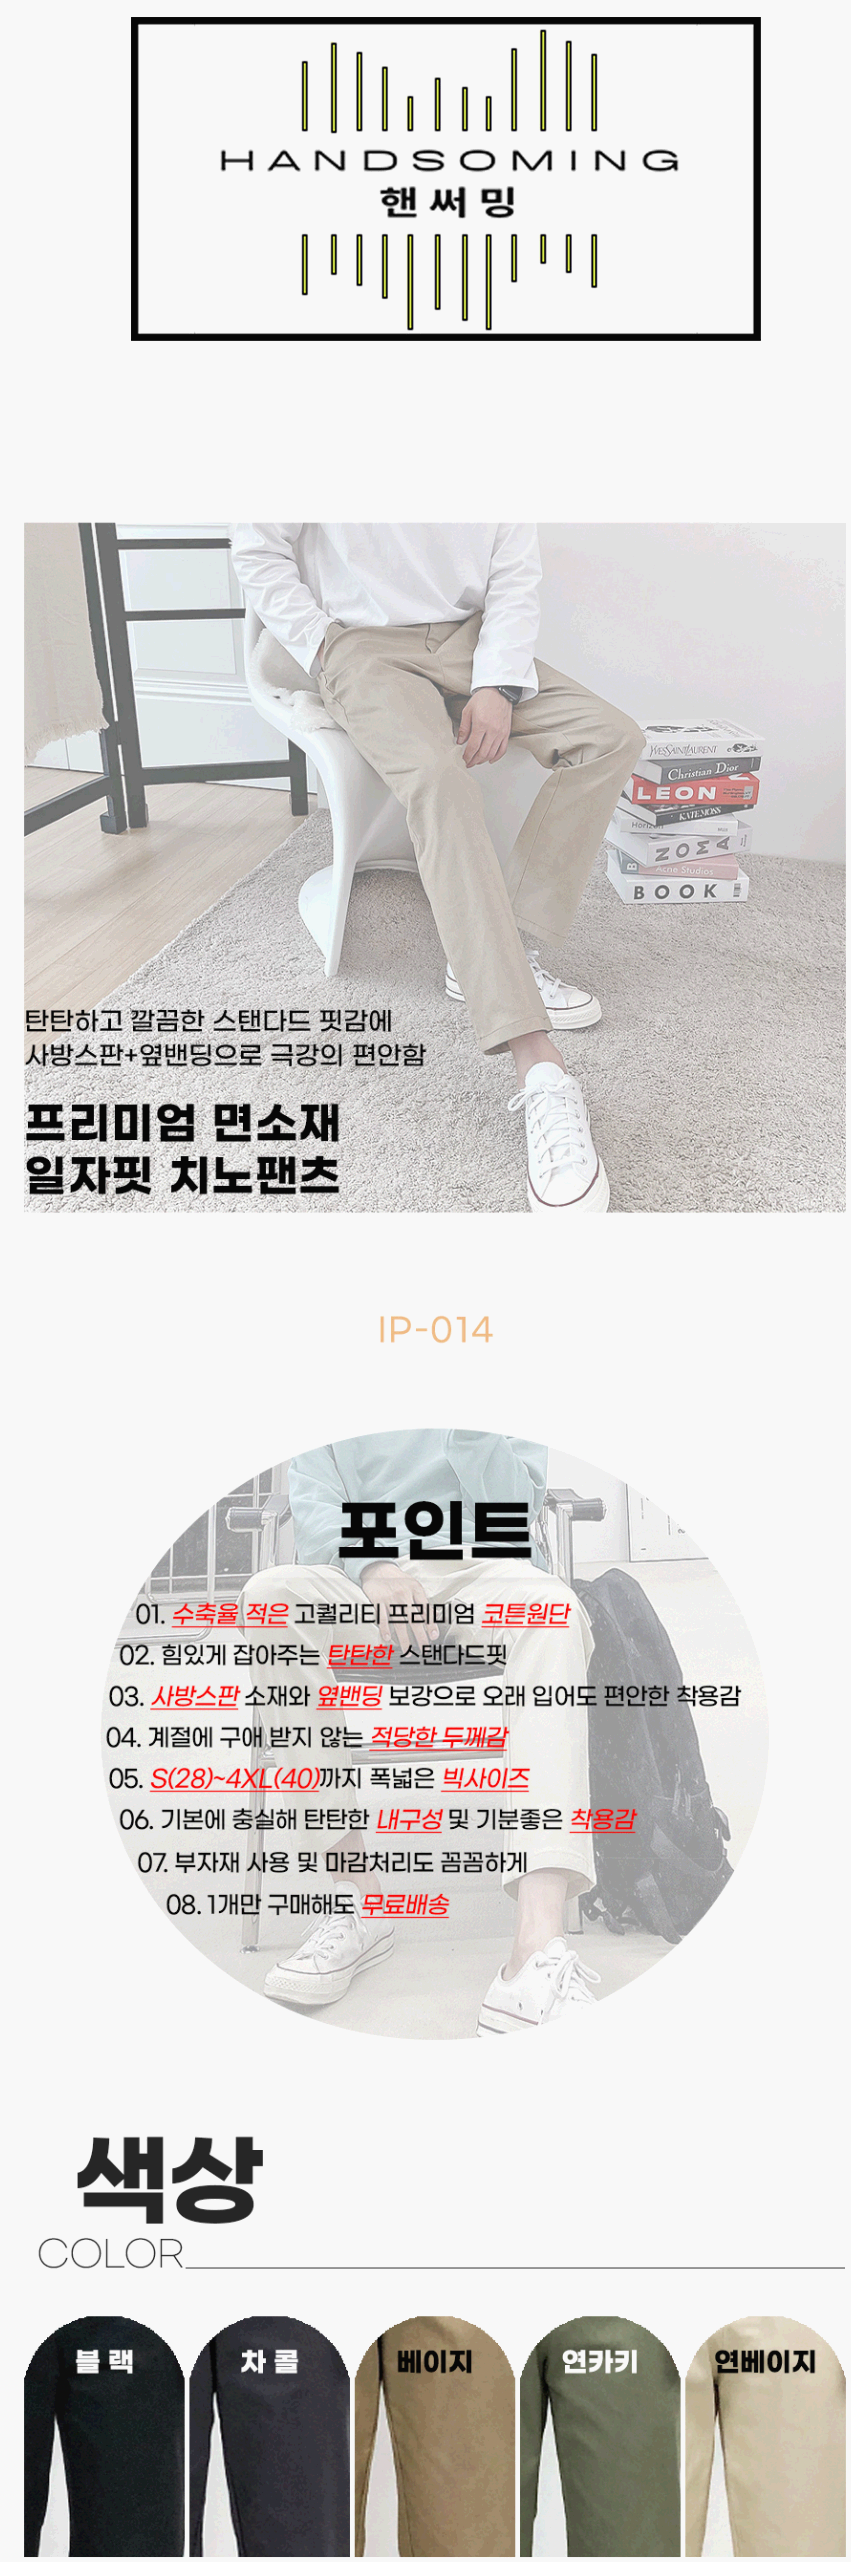 HANDSOMING
핸써밍
YVES SAINT LAURENT
Christian Dior
LEON
KATE MOSS
Horizon
NOMA
Acne Studios
BOOK
탄탄하고 깔끔한 스탠다드 핏감에
사방스판+옆밴딩으로 극강의 편안함
프리미엄 면소재
일자핏 치노팬츠
IP-014
포인트
01. 수축율 적은 고퀄리티 프리미엄 코튼원단
02. 힘있게 잡아주는 탄탄한 스탠다드핏
03. 사방스판 소재와 옆밴딩 보강으로 오래 입어도 편안한 착용감
04. 계절에 구애 받지 않는 적당한 두께감
05. S(28)~4XL(40)까지 폭넓은 빅사이즈
06. 기본에 충실해 탄탄한 내구성 및 기분좋은 착용감
07. 부자재 사용 및 마감처리도 꼼꼼하게
08. 1개만 구매해도 무료배송
색상
COLOR
블랙
차콜
베이지
연카키
연베이지